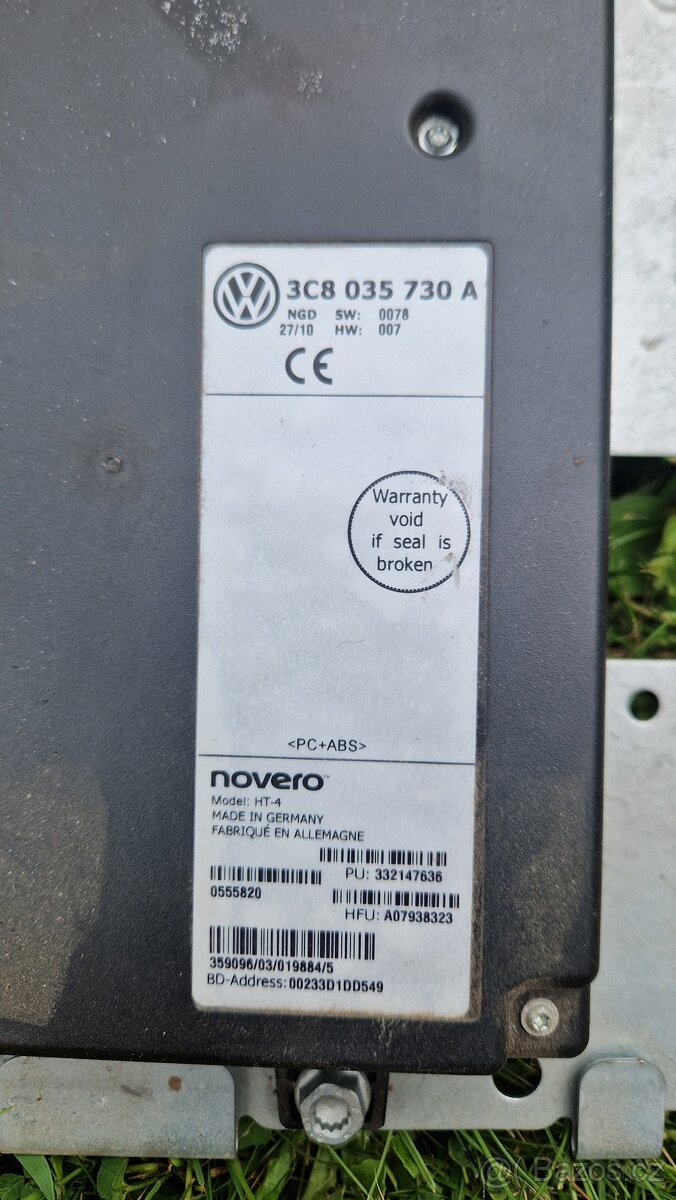 3C8 035 730 A
NGD SW: 0078
27/10 HW: 007
CE
Warranty
void
if seal is
broken
<PC+ABS>
novero™
Model: HT-4
MADE IN GERMANY
FABRIQUÉ EN ALLEMAGNE
PU: 332147636
0555820
HFU: A07938323
359096/03/019884/5
BD-Address: 00233D1DD549
Bazos.cz